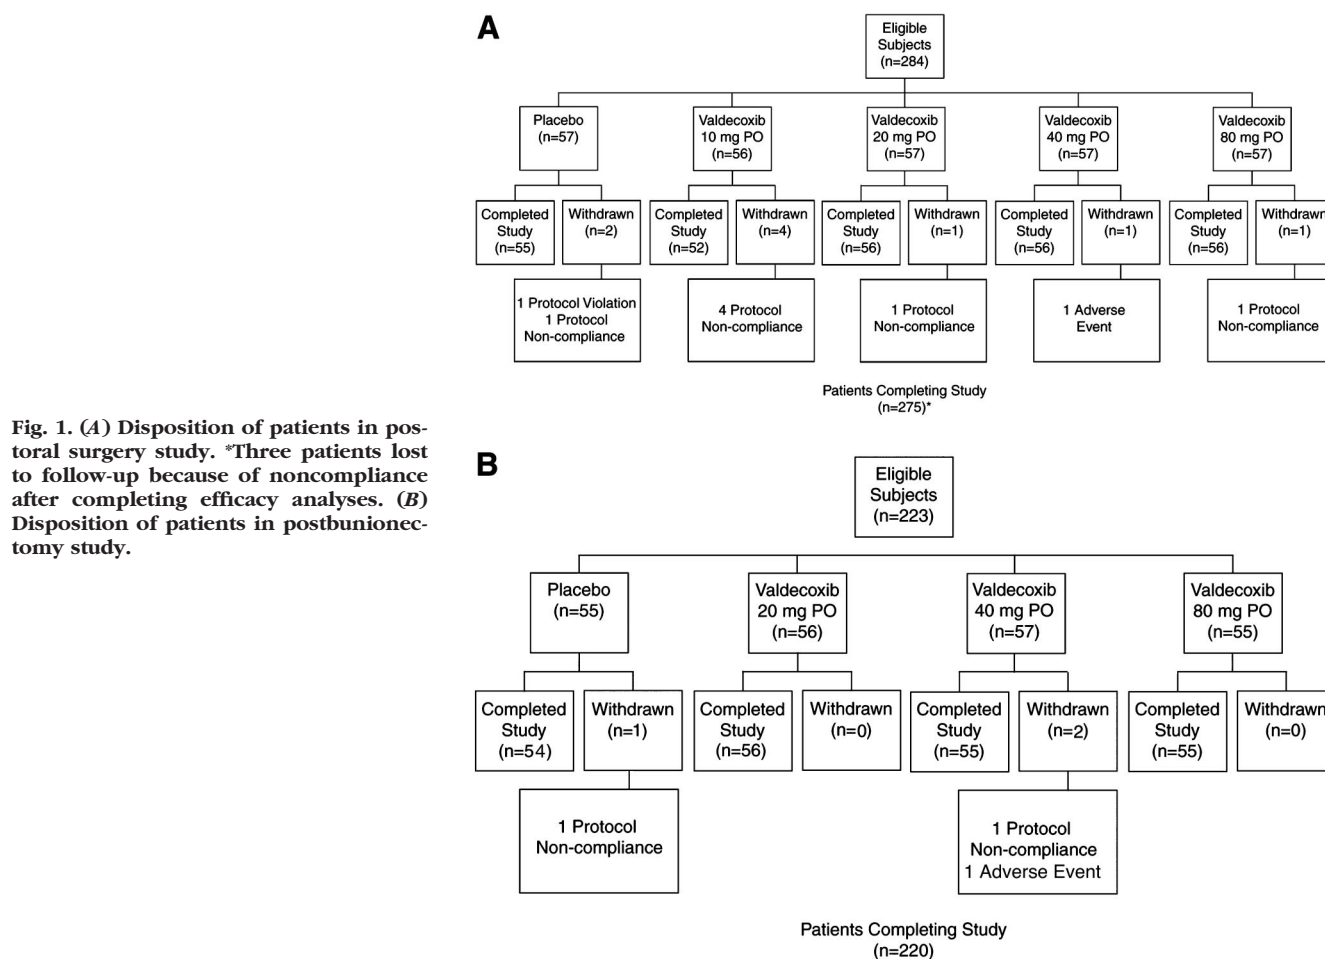 A
Eligible
Subjects
(n=284)
Placebo
(n=57)
Valdecoxib
10 mg PO
(n=56)
Valdecoxib
20 mg PO
(n=57)
Valdecoxib
40 mg PO
(n=57)
Valdecoxib
80 mg PO
(n=57)
Completed
Study
(n=55)
Withdrawn
(n=2)
Completed
Study
(n=52)
Withdrawn
(n=4)
Completed
Study
(n=56)
Withdrawn
(n=1)
Completed
Study
(n=56)
Withdrawn
(n=1)
Completed
Study
(n=56)
Withdrawn
(n=1)
1 Protocol Violation
1 Protocol
Non-compliance
4 Protocol
Non-compliance
1 Protocol
Non-compliance
1 Adverse
Event
1 Protocol
Non-compliance
Patients Completing Study
(n=275)*
Fig. 1. (A) Disposition of patients in pos-
toral surgery study. *Three patients lost
to follow-up because of noncompliance
after completing efficacy analyses. (B)
Disposition of patients in postbunionec-
tomy study.
B
Eligible
Subjects
(n=223)
Placebo
(n=55)
Valdecoxib
20 mg PO
(n=56)
Valdecoxib
40 mg PO
(n=57)
Valdecoxib
80 mg PO
(n=55)
Completed
Study
(n=54)
Withdrawn
(n=1)
Completed
Study
(n=56)
Withdrawn
(n=0)
Completed
Study
(n=55)
Withdrawn
(n=2)
Completed
Study
(n=55)
Withdrawn
(n=0)
1 Protocol
Non-compliance
1 Protocol
Non-compliance
1 Adverse Event
Patients Completing Study
(n=220)